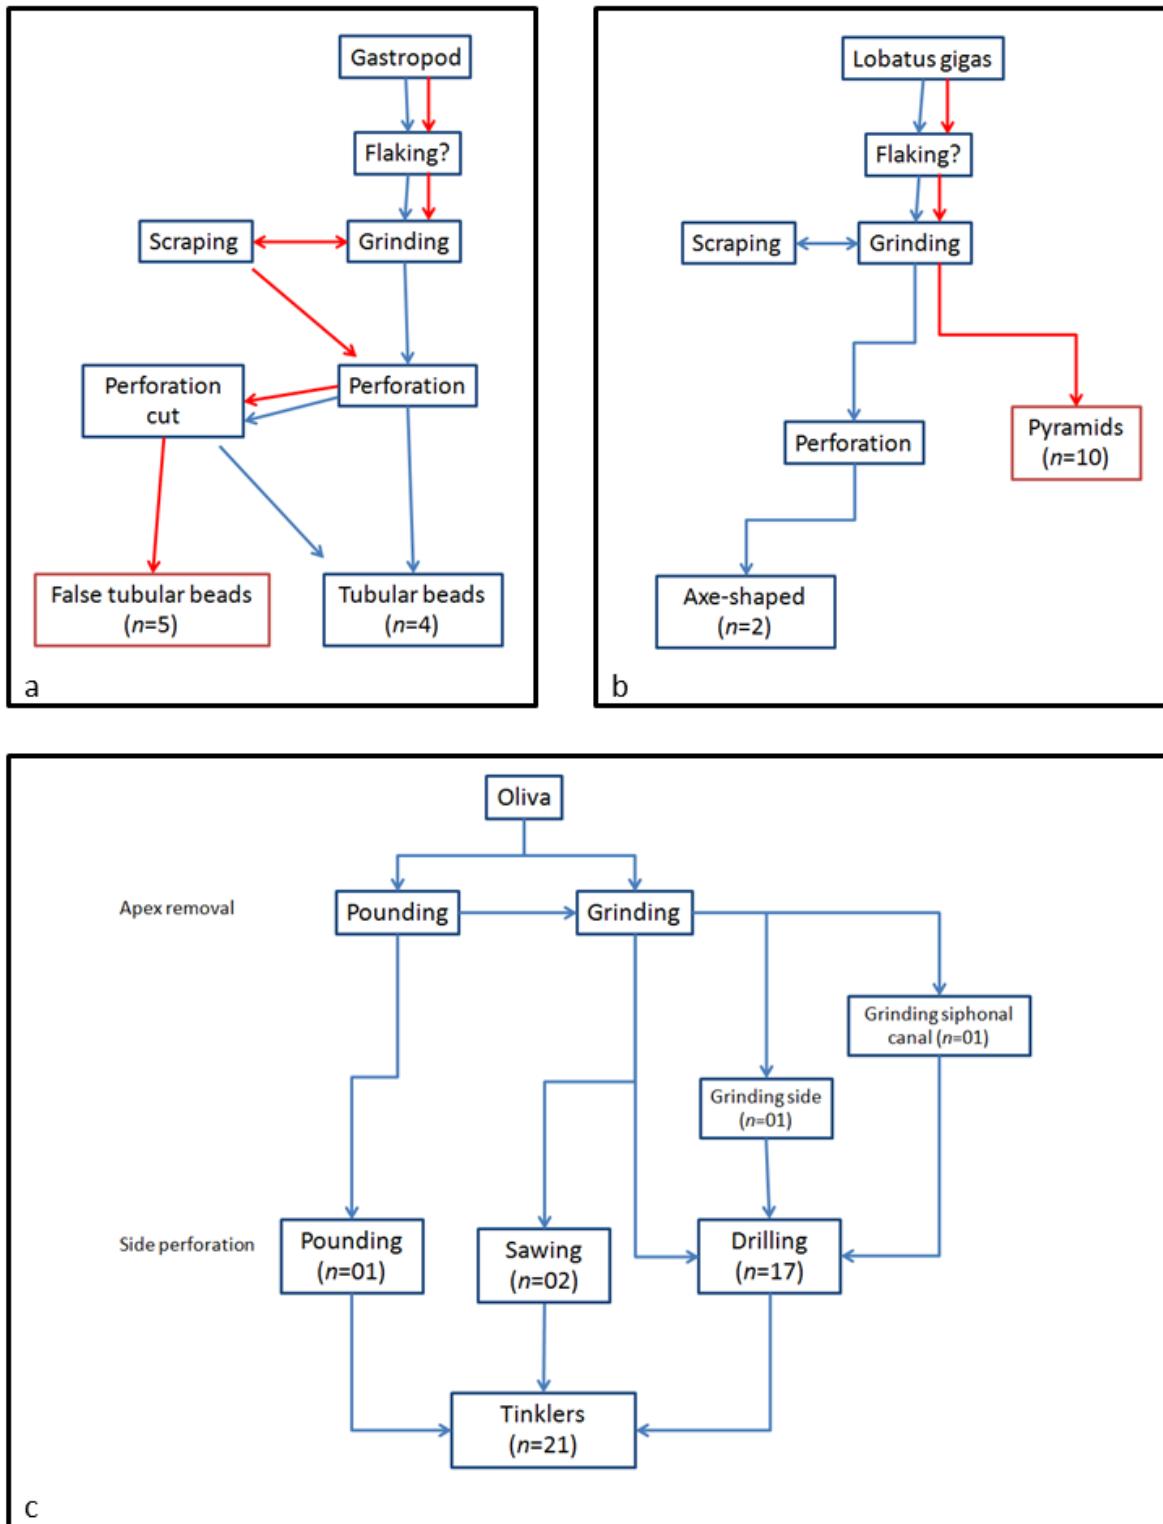 Gastropod
Flaking?
Scraping
Grinding
Perforation
cut
Perforation
False tubular beads
(n=5)
Tubular beads
(n=4)
a
Lobatus gigas
Flaking?
Scraping
Grinding
Perforation
Pyramids
(n=10)
Axe-shaped
(n=2)
b
Oliva
Apex removal
Pounding
Grinding
Grinding siphonal
canal (n=01)
Grinding side
(n=01)
Side perforation
Pounding
(n=01)
Sawing
(n=02)
Drilling
(n=17)
Tinklers
(n=21)
c